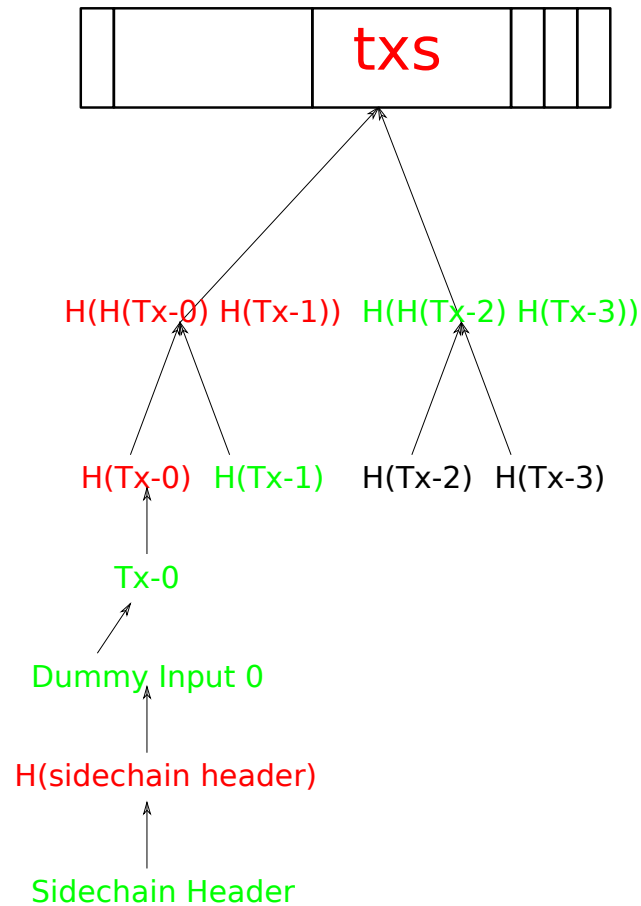 txs
H(H(Tx-0) H(Tx-1)) H(H(Tx-2) H(Tx-3))
H(Tx-0) H(Tx-1) H(Tx-2) H(Tx-3)
Tx-0
Dummy Input 0
H(sidechain header)
Sidechain Header